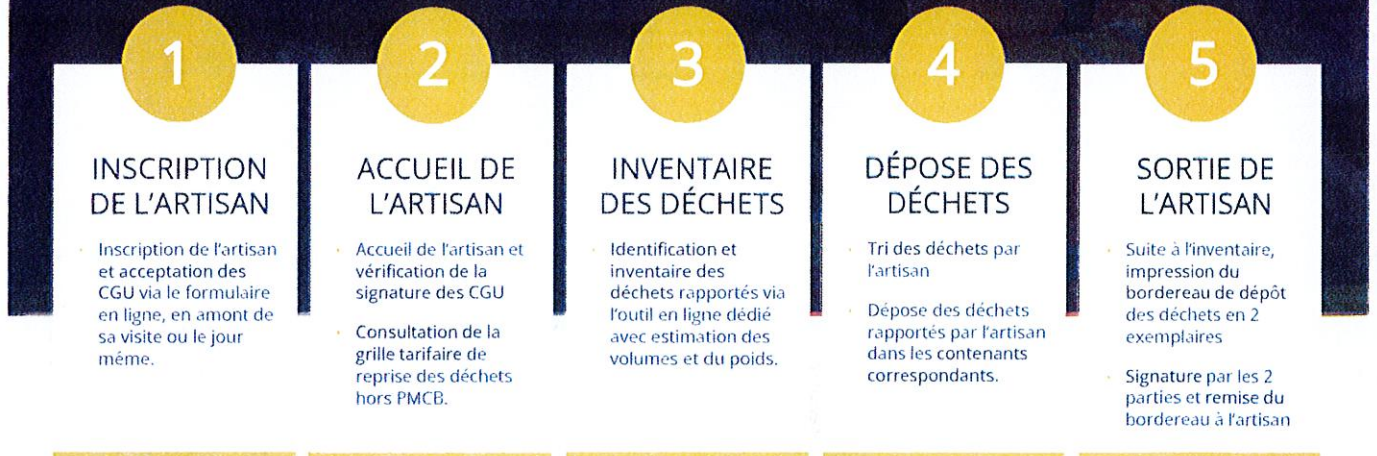 1
INSCRIPTION
DE L'ARTISAN
· Inscription de l'artisan
et acceptation des
CGU via le formulaire
en ligne, en amont de
sa visite ou le jour
même.
2
ACCUEIL DE
L'ARTISAN
· Accueil de l'artisan et
vérification de la
signature des CGU
· Consultation de la
grille tarifaire de
reprise des déchets
hors PMCB.
3
INVENTAIRE
DES DÉCHETS
· Identification et
inventaire des
déchets rapportés via
l'outil en ligne dédié
avec estimation des
volumes et du poids.
4
DÉPOSE DES
DÉCHETS
· Tri des déchets par
l'artisan
· Dépose des déchets
rapportés par l'artisan
dans les contenants
correspondants.
5
SORTIE DE
L'ARTISAN
· Suite à l'inventaire,
impression du
bordereau de dépôt
des déchets en 2
exemplaires
· Signature par les 2
parties et remise du
bordereau à l'artisan